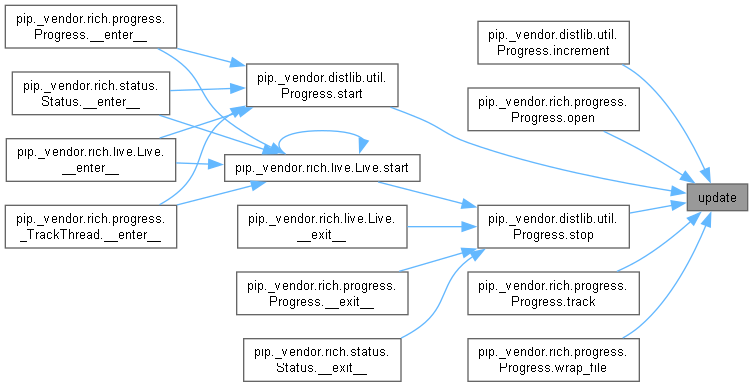 pip._vendor.rich.progress.
Progress.__enter__
pip._vendor.rich.status.
Status.__enter__
pip._vendor.rich.live.Live.
__enter__
pip._vendor.rich.progress.
_TrackThread.__enter__
pip._vendor.distlib.util.
Progress.start
pip._vendor.rich.live.Live.start
pip._vendor.rich.live.Live.
__exit__
pip._vendor.rich.progress.
Progress.__exit__
pip._vendor.rich.status.
Status.__exit__
pip._vendor.distlib.util.
Progress.increment
pip._vendor.rich.progress.
Progress.open
pip._vendor.distlib.util.
Progress.stop
pip._vendor.rich.progress.
Progress.track
pip._vendor.rich.progress.
Progress.wrap_file
update